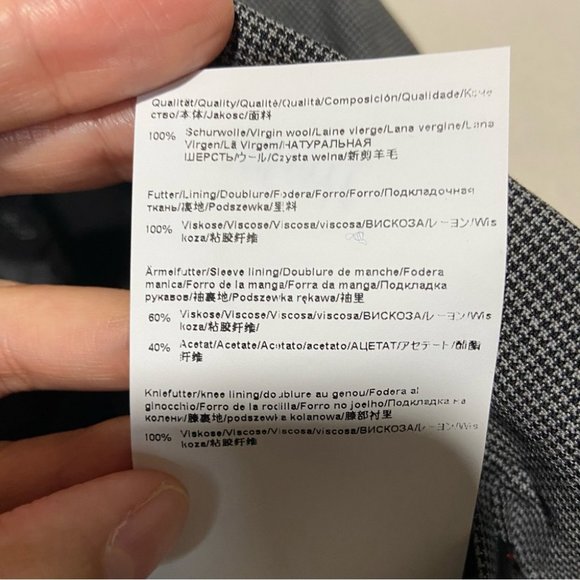 Qualität/Quality/Qualité/Qualità/Composición/Qualidade/Каче
ство/本体/Jakość/面料
100% Schurwolle/Virgin wool/Laine vierge/Lana vergine/Lana
Virgen/Lã Virgem/НАТУРАЛЬНАЯ
ШЕРСТЬ/ウール/Czysta wełna/新剪羊毛
Futter/Lining/Doublure/Fodera/Forro/Forro/Подкладочная
ткань/裏地/Podszewka/里料
100% Viskose/Viscose/Viscosa/viscosa/ВИСКОЗА/レーヨン/Wis
koza/粘胶纤维
Ärmelfutter/Sleeve lining/Doublure de manche/Fodera
manica/Forro de la manga/Forra da manga/Подкладка
рукавов/袖裏地/Podszewka rękawa/袖里
60% Viskose/Viscose/Viscosa/viscosa/ВИСКОЗА/レーヨン/Wis
koza/粘胶纤维/
40% Acetat/Acetate/Acetato/acetato/АЦЕТАТ/アセテート/醋酯
纤维
Kniefutter/knee lining/doublure au genou/Fodera al
ginocchio/Forro de la rodilla/Forro no joelho/Подкладка на
колени/膝裏地/podszewka kolanowa/膝部衬里
100% Viskose/Viscose/Viscosa/viscosa/ВИСКОЗА/レーヨン/Wis
koza/粘胶纤维